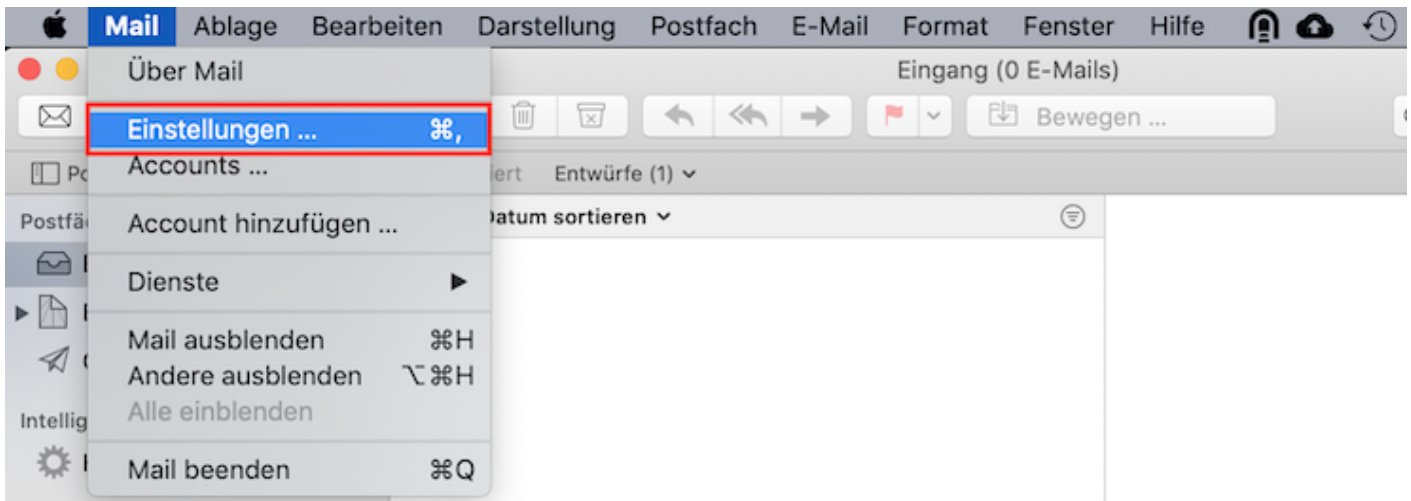 Mail Ablage Bearbeiten Darstellung Postfach E-Mail Format Fenster Hilfe
Eingang (0 E-Mails)
Über Mail
Einstellungen ... ⌘,
Accounts ...
Account hinzufügen ...
Dienste ▶
Mail ausblenden ⌘H
Andere ausblenden ⌥⌘H
Alle einblenden
Mail beenden ⌘Q
Bewegen ...
Entwürfe (1)
sortieren